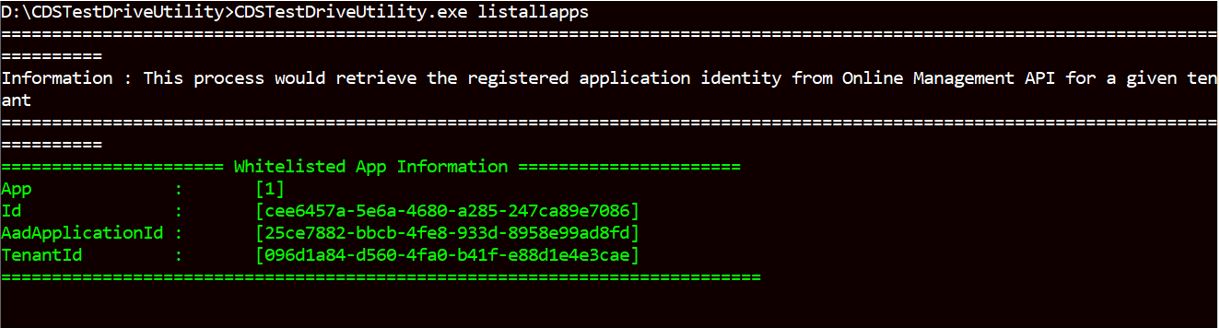 D:\CDSTestDriveUtility>CDSTestDriveUtility.exe listallapps
========================================================================================================================
==========
Information : This process would retrieve the registered application identity from Online Management API for a given ten
ant
========================================================================================================================
==========
====================== Whitelisted App Information ======================
App              :       [1]
Id               :       [cee6457a-5e6a-4680-a285-247ca89e7086]
AadApplicationId :       [25ce7882-bbcb-4fe8-933d-8958e99ad8fd]
TenantId         :       [096d1a84-d560-4fa0-b41f-e88d1e4e3cae]
===========================================================================